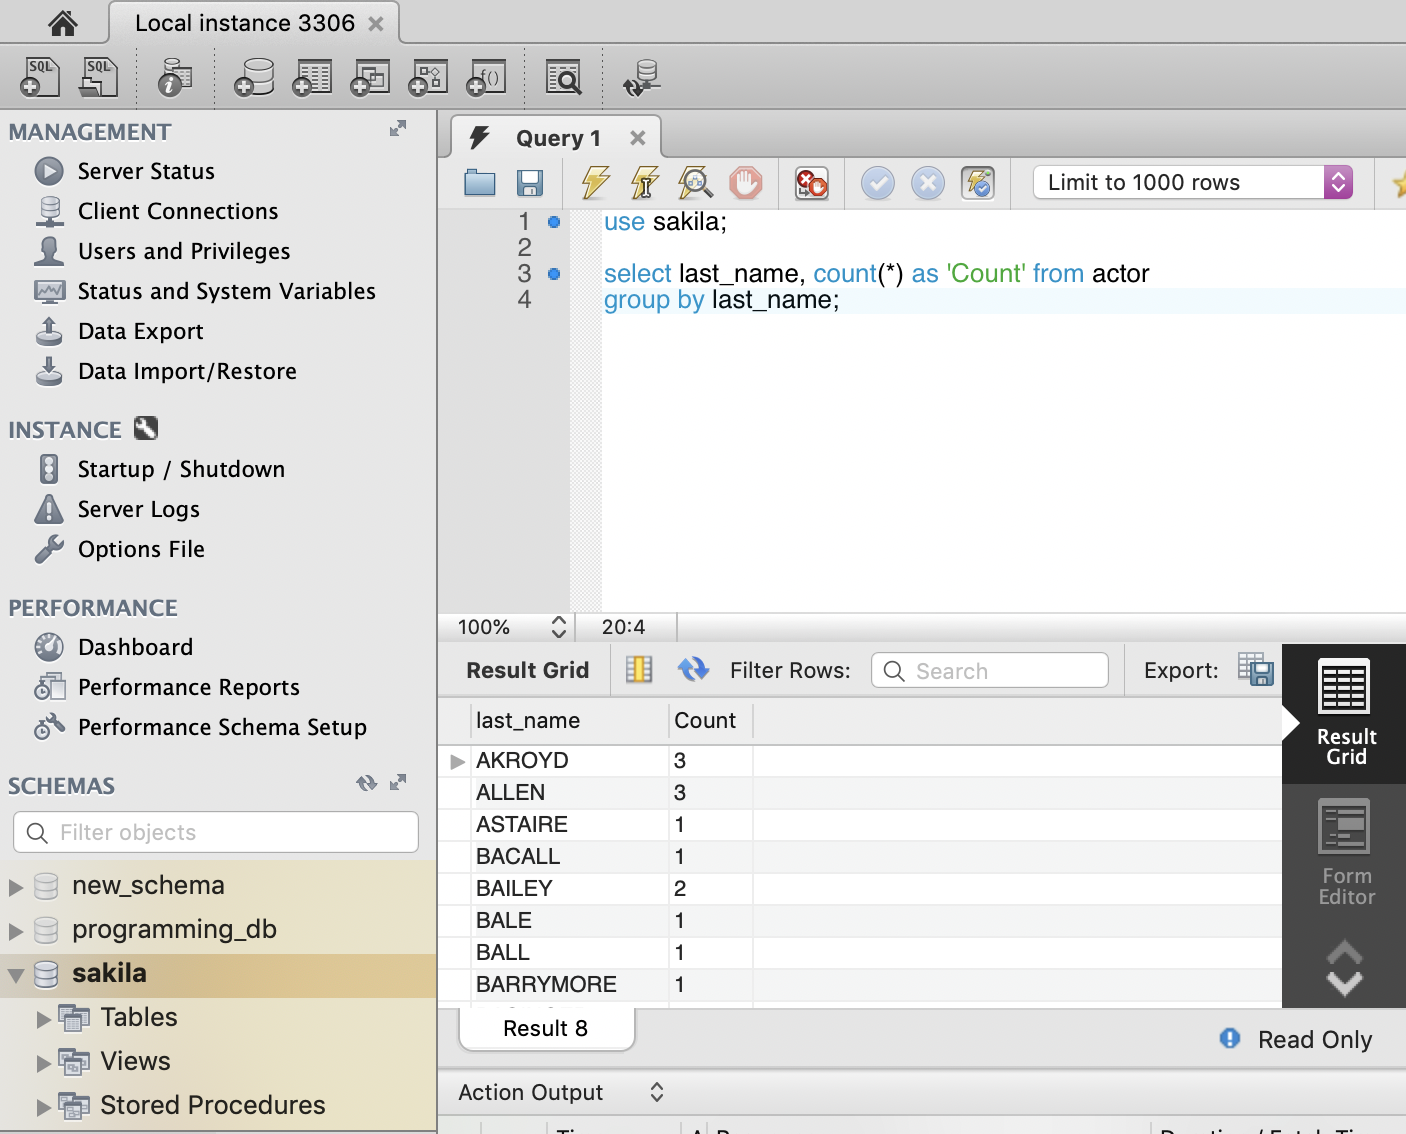 Local instance 3306
SQL
SQL
f()
MANAGEMENT
Server Status
Client Connections
Users and Privileges
Status and System Variables
Data Export
Data Import/Restore
INSTANCE
Startup / Shutdown
Server Logs
Options File
PERFORMANCE
Dashboard
Performance Reports
Performance Schema Setup
SCHEMAS
Filter objects
new_schema
programming_db
sakila
Tables
Views
Stored Procedures
Query 1
Limit to 1000 rows
1 use sakila;
2
3 select last_name, count(*) as 'Count' from actor
4 group by last_name;
100% 20:4
Result Grid Filter Rows: Search Export:
last_name Count
AKROYD 3
ALLEN 3
ASTAIRE 1
BACALL 1
BAILEY 2
BALE 1
BALL 1
BARRYMORE 1
Result
Grid
Form
Editor
Result 8
Read Only
Action Output